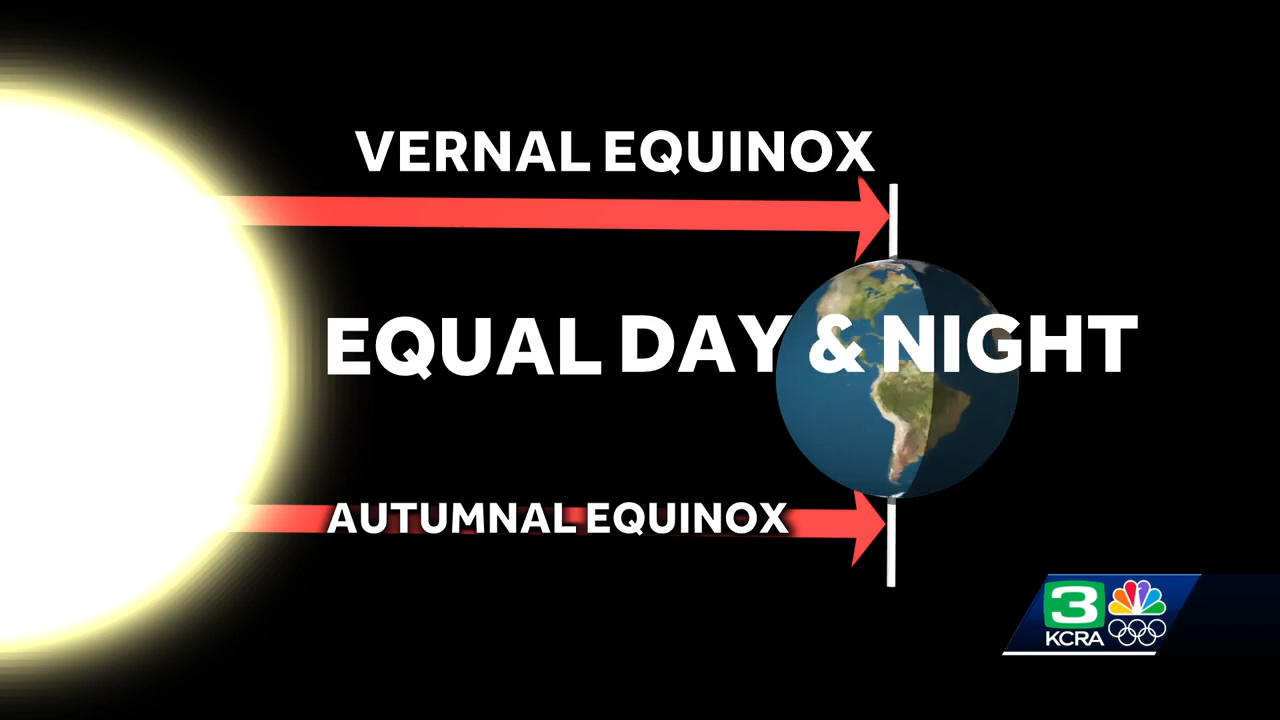 VERNAL EQUINOX
EQUAL DAY & NIGHT
AUTUMNAL EQUINOX
3
KCRA